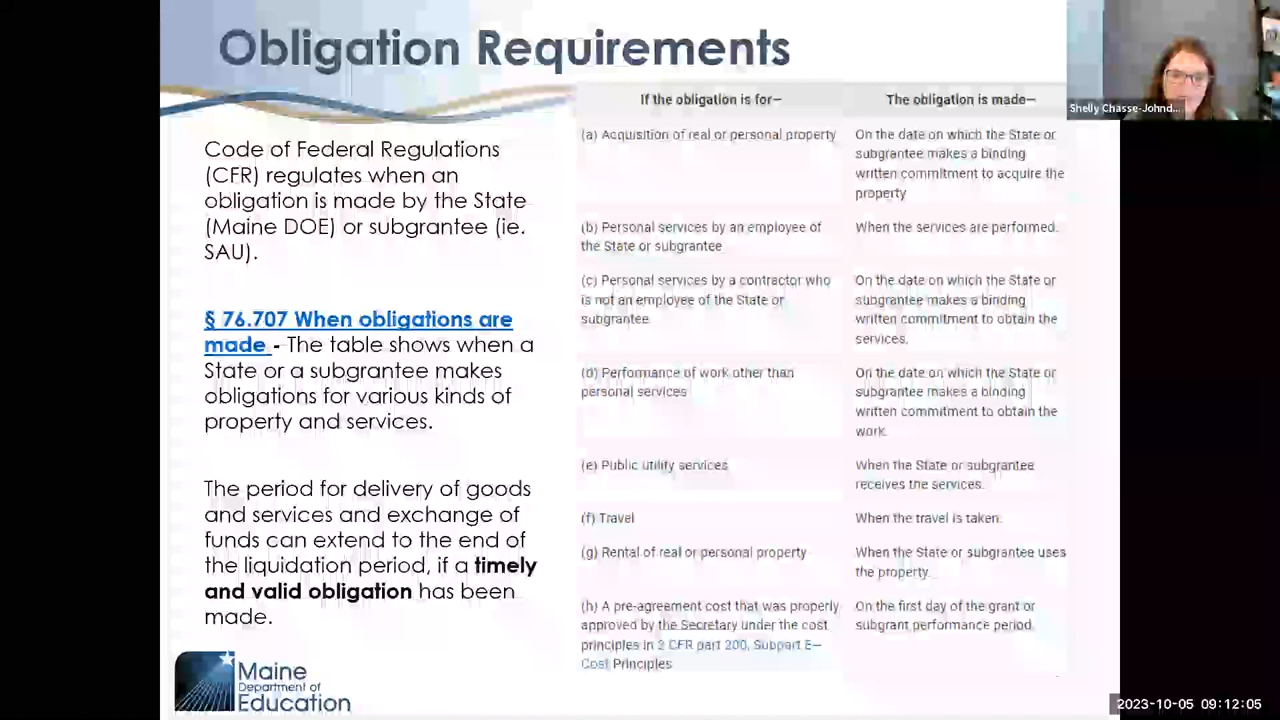 Obligation Requirements
Code of Federal Regulations
(CFR) regulates when an
obligation is made by the State
(Maine DOE) or subgrantee (ie.
SAU).
§ 76.707 When obligations are
made - The table shows when a
State or a subgrantee makes
obligations for various kinds of
property and services.
The period for delivery of goods
and services and exchange of
funds can extend to the end of
the liquidation period, if a timely
and valid obligation has been
made.
Maine
Department of
Education
If the obligation is for—
The obligation is made—
(a) Acquisition of real or personal property
On the date on which the State or
subgrantee makes a binding
written commitment to acquire the
property
(b) Personal services by an employee of
the State or subgrantee
When the services are performed.
(c) Personal services by a contractor who
is not an employee of the State or
subgrantee
On the date on which the State or
subgrantee makes a binding
written commitment to obtain the
services.
(d) Performance of work other than
personal services
On the date on which the State or
subgrantee makes a binding
written commitment to obtain the
work.
(e) Public utility services
When the State or subgrantee
receives the services.
(f) Travel
When the travel is taken.
(g) Rental of real or personal property
When the State or subgrantee uses
the property.
(h) A pre-agreement cost that was properly
approved by the Secretary under the cost
principles in 2 CFR part 200, Subpart E—
Cost Principles
On the first day of the grant or
subgrant performance period.
Shelly Chasse-Johnd...
2023-10-05 09:12:05